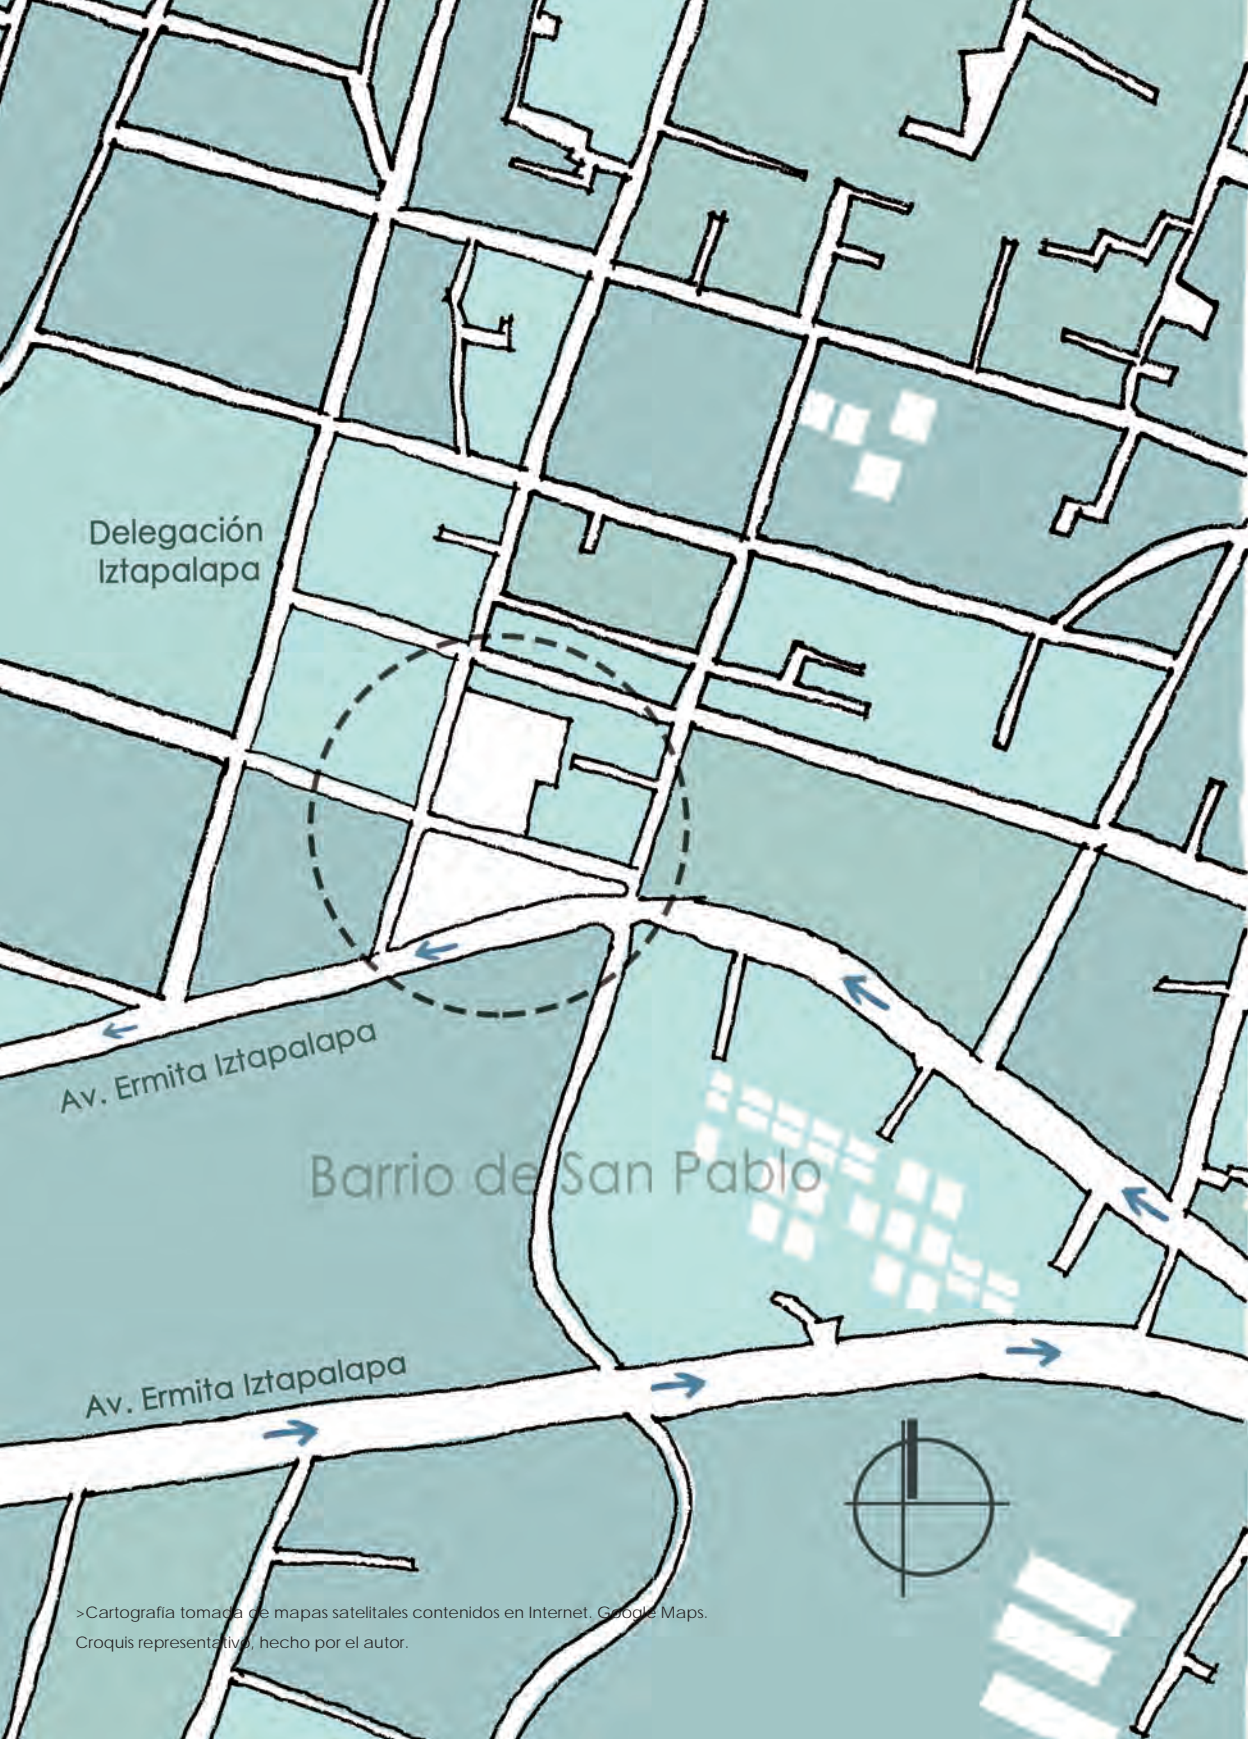 Delegación
Iztapalapa
Av. Ermita Iztapalapa
Barrio de San Pablo
Av. Ermita Iztapalapa
>Cartografía tomada de mapas satelitales contenidos en Internet. Google Maps.
Croquis representativo, hecho por el autor.